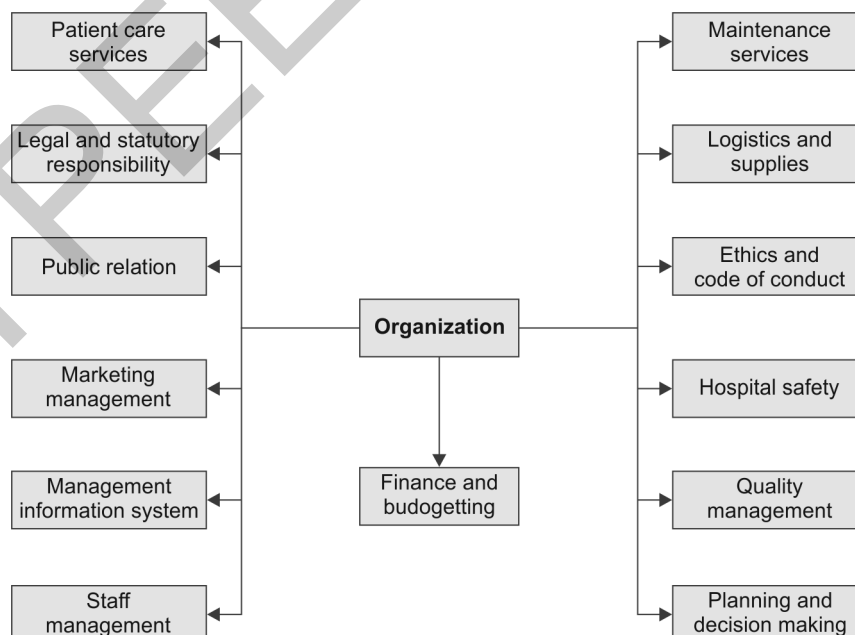 Patient care
services
Legal and statutory
responsibility
Public relation
Marketing
management
Management
information system
Staff
management
Organization
Finance and
budogetting
Maintenance
services
Logistics and
supplies
Ethics and
code of conduct
Hospital safety
Quality
management
Planning and
decision making